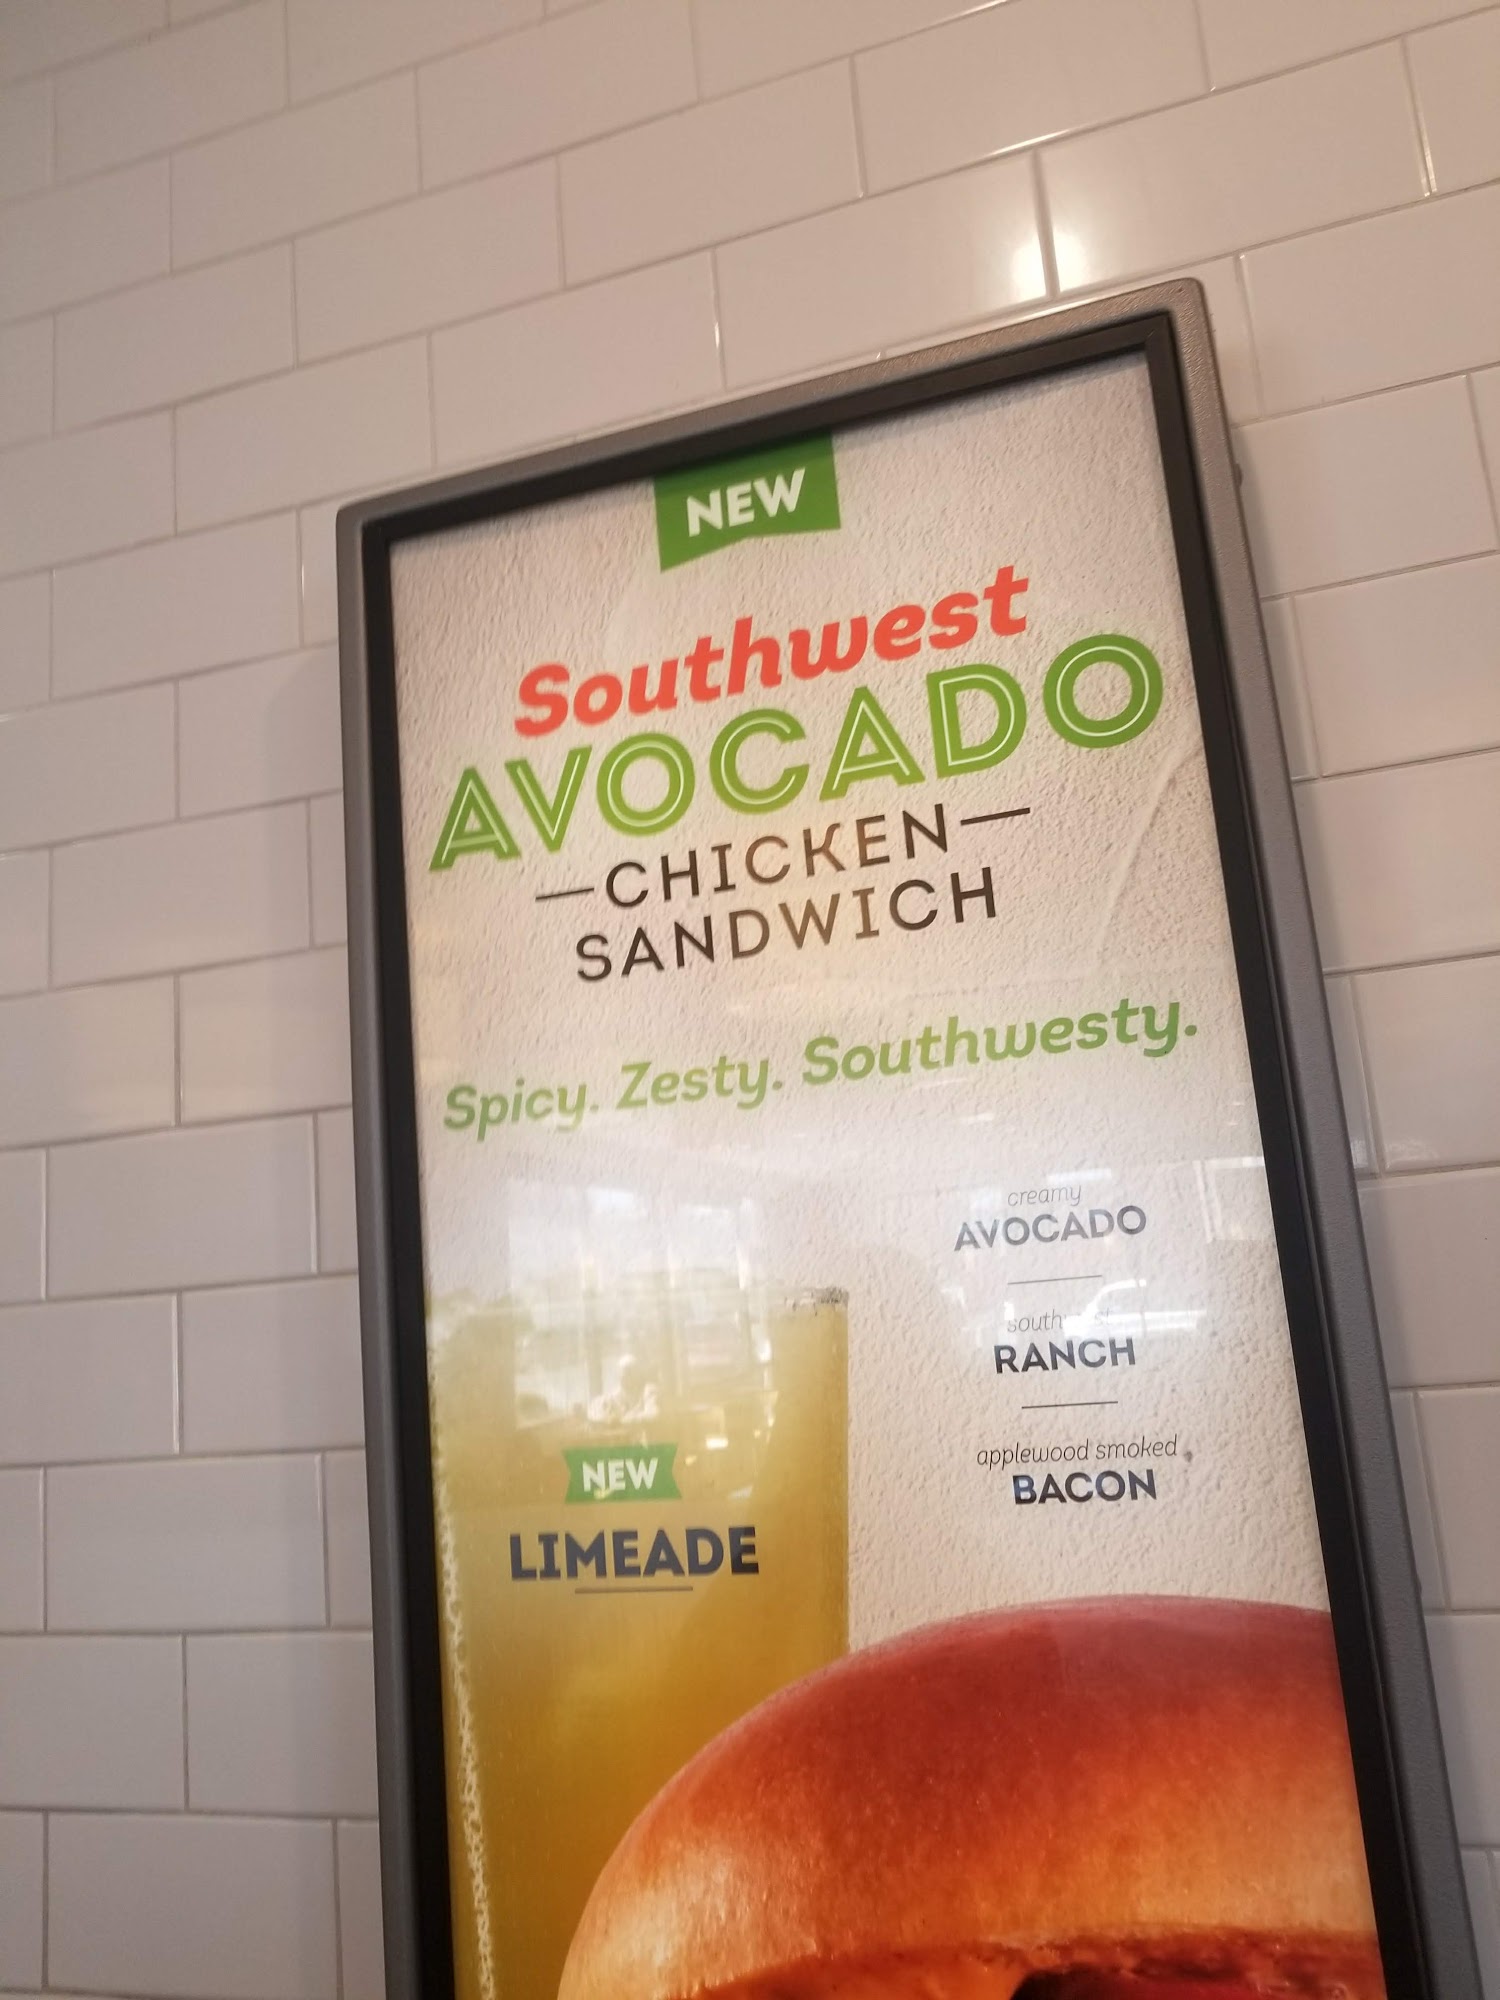 NEW
Southwest
AVOCADO
—CHICKEN—
SANDWICH
Spicy. Zesty. Southwesty.
creamy
AVOCADO
RANCH
applewood smoked
BACON
NEW
LIMEADE